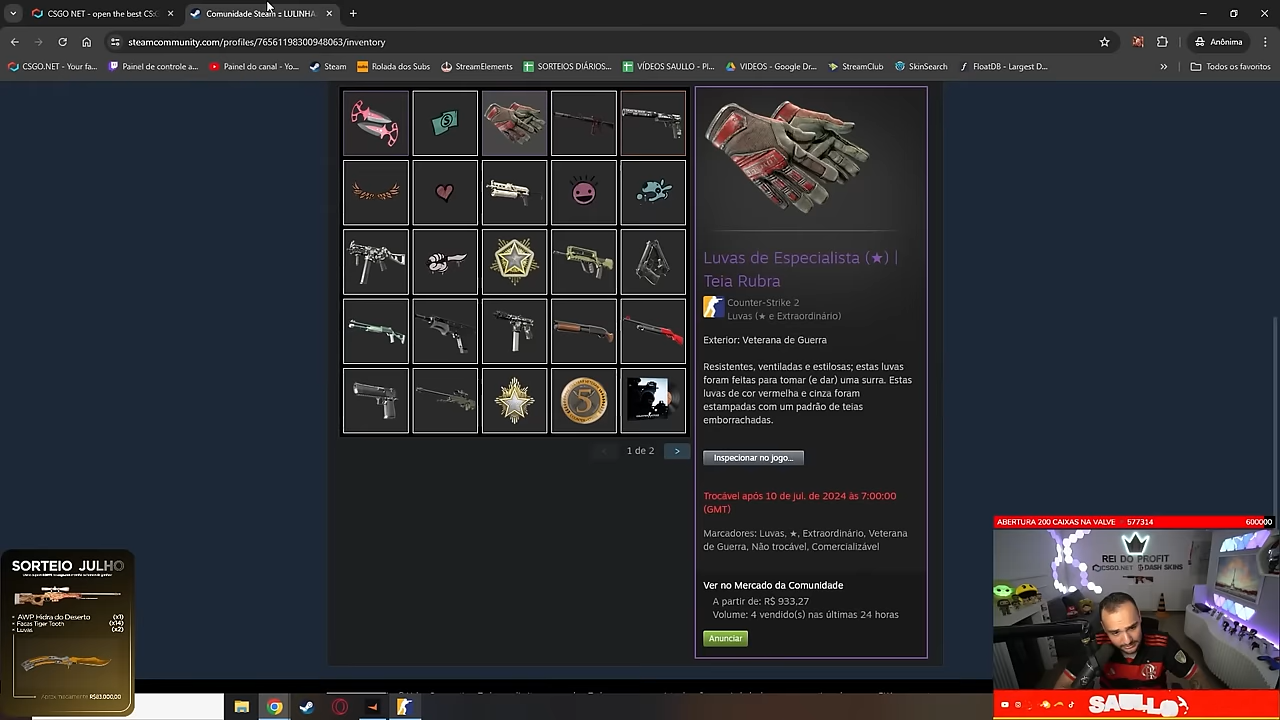 CSGO.NET - open the best CS:
Comunidade Steam :: LULINHA.
steamcommunity.com/profiles/76561198300948063/inventory
Anônima
CSGO.NET - Your fa...
Painel de controle a...
Painel do canal - Yo...
Steam
Rolada dos Subs
StreamElements
SORTEIOS DIÁRIOS...
VÍDEOS SAULLO - Pl...
VIDEOS - Google Dr...
StreamClub
SkinSearch
FloatDB - Largest D...
Todos os favoritos
Luvas de Especialista (★) |
Teia Rubra
Counter-Strike 2
Luvas (★ e Extraordinário)
Exterior: Veterana de Guerra
Resistentes, ventiladas e estilosas; estas luvas
foram feitas para tomar (e dar) uma surra. Estas
luvas de cor vermelha e cinza foram
estampadas com um padrão de teias
emborrachadas.
1 de 2
>
Inspecionar no jogo...
Trocável após 10 de jul. de 2024 às 7:00:00
(GMT)
Marcadores: Luvas, ★, Extraordinário, Veterana
de Guerra, Não trocável, Comercializável
Ver no Mercado da Comunidade
A partir de: R$ 933,27
Volume: 4 vendido(s) nas últimas 24 horas
Anunciar
SORTEIO JULHO
AWP Hidra do Deserto (x1)
Facas Tiger Tooth (x14)
Luvas (x2)
R$83.000,00
ABERTURA 200 CAIXAS NA VALVE - 577314 600000
REI DO PROFIT
CSGO.NET DASH SKINS
SAULLO